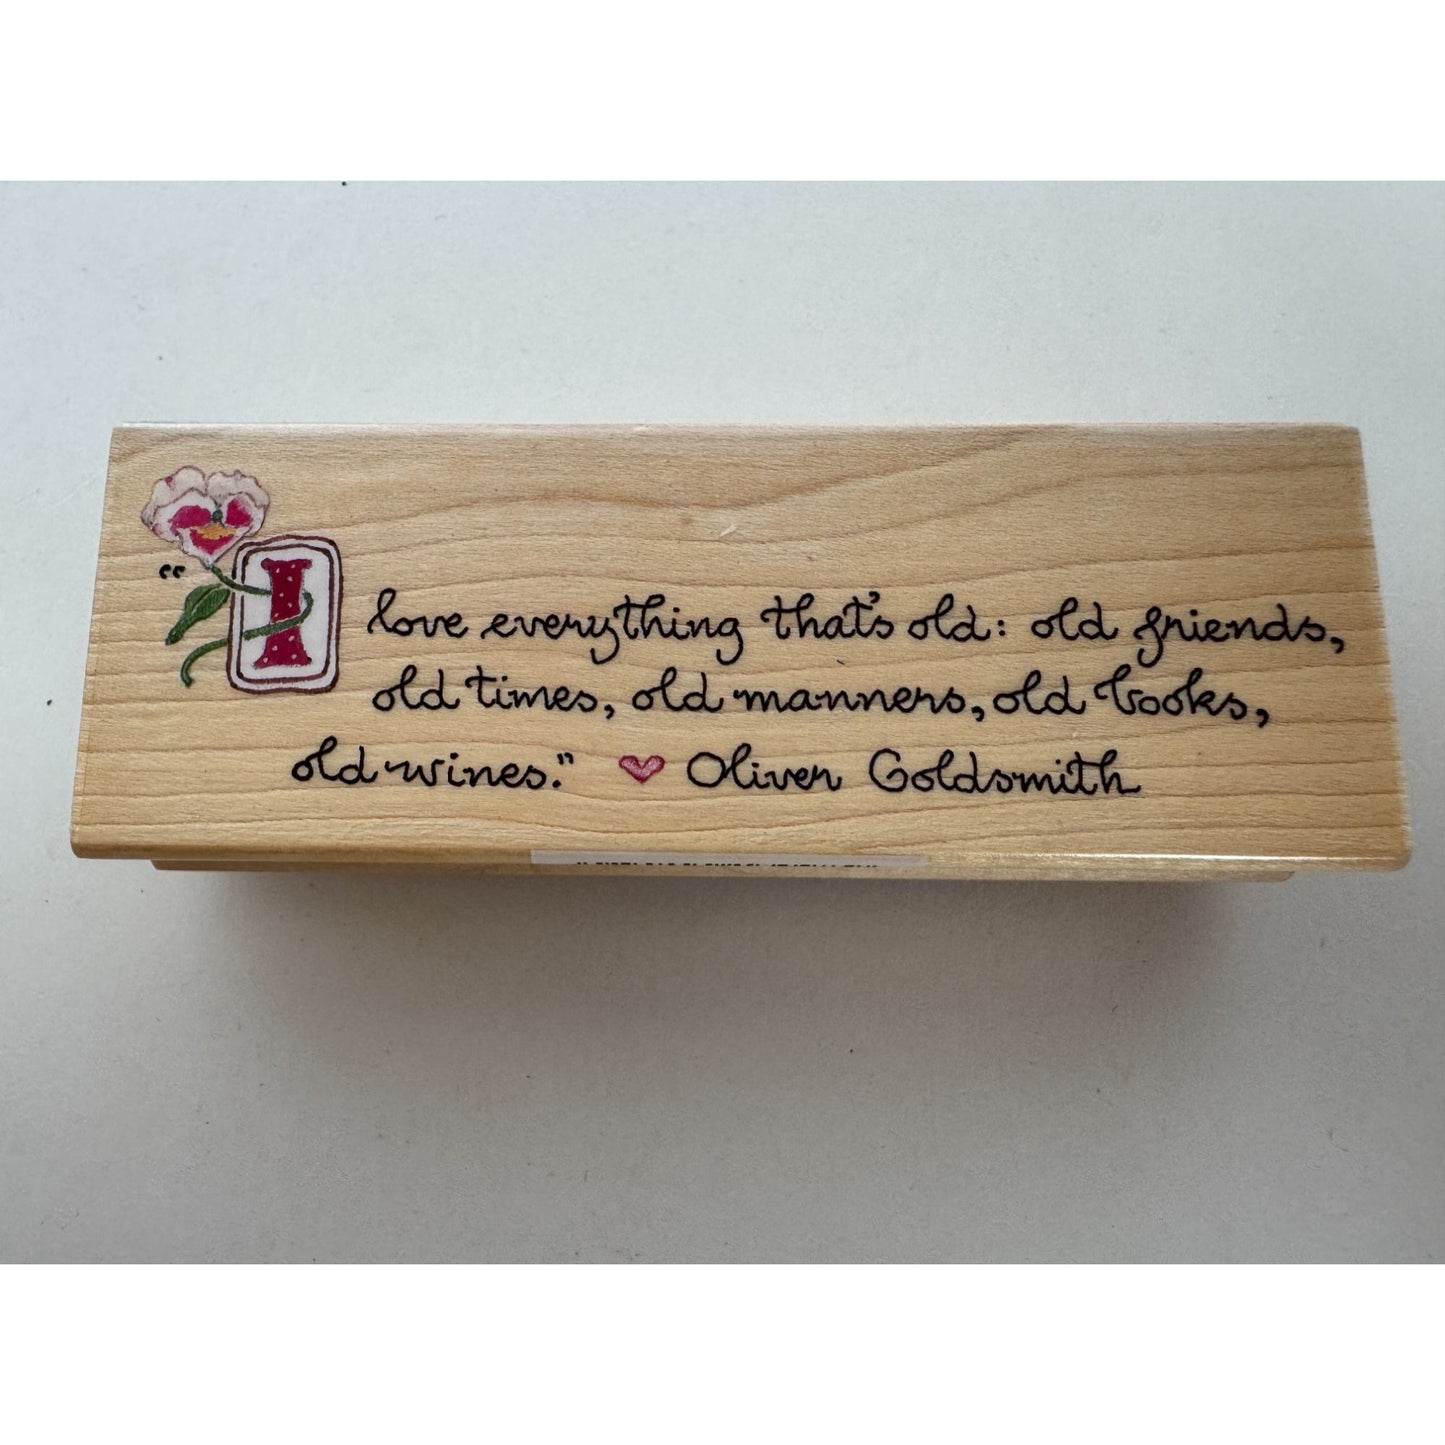 “I love everything that's old: old friends,
old times, old manners, old books,
old wines.” ♥ Oliver Goldsmith